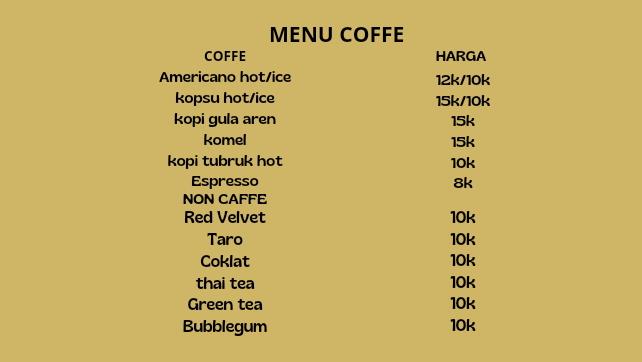 MENU COFFE
COFFE HARGA
Americano hot/ice 12k/10k
kopsu hot/ice 15k/10k
kopi gula aren 15k
komel 15k
kopi tubruk hot 10k
Espresso 8k
NON CAFFE
Red Velvet 10k
Taro 10k
Coklat 10k
thai tea 10k
Green tea 10k
Bubblegum 10k